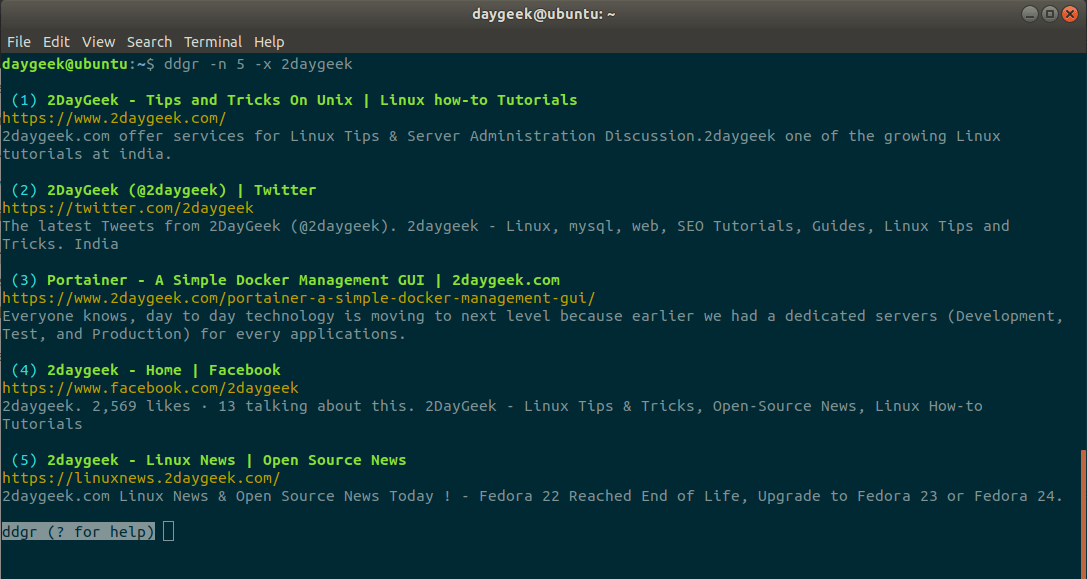 daygeek@ubuntu: ~
File Edit View Search Terminal Help
daygeek@ubuntu:~$ ddgr -n 5 -x 2daygeek
(1) 2DayGeek - Tips and Tricks On Unix | Linux how-to Tutorials
https://www.2daygeek.com/
2daygeek.com offer services for Linux Tips & Server Administration Discussion.2daygeek one of the growing Linux
tutorials at india.
(2) 2DayGeek (@2daygeek) | Twitter
https://twitter.com/2daygeek
The latest Tweets from 2DayGeek (@2daygeek). 2daygeek - Linux, mysql, web, SEO Tutorials, Guides, Linux Tips and
Tricks. India
(3) Portainer - A Simple Docker Management GUI | 2daygeek.com
https://www.2daygeek.com/portainer-a-simple-docker-management-gui/
Everyone knows, day to day technology is moving to next level because earlier we had a dedicated servers (Development,
Test, and Production) for every applications.
(4) 2daygeek - Home | Facebook
https://www.facebook.com/2daygeek
2daygeek. 2,569 likes · 13 talking about this. 2DayGeek - Linux Tips & Tricks, Open-Source News, Linux How-to
Tutorials
(5) 2daygeek - Linux News | Open Source News
https://linuxnews.2daygeek.com/
2daygeek.com Linux News & Open Source News Today ! - Fedora 22 Reached End of Life, Upgrade to Fedora 23 or Fedora 24.
ddgr (? for help)